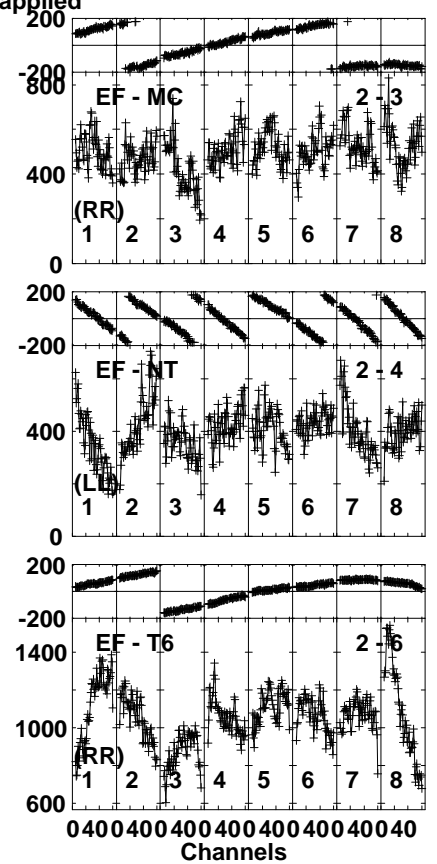 applied
200
-200
800
EF - MC 2 - 3
400
(RR)
1 2 3 4 5 6 7 8
0
200
-200
EF - NT 2 - 4
400
(LL)
1 2 3 4 5 6 7 8
0
200
-200
EF - T6 2 - 6
1400
1000
(RR)
1 2 3 4 5 6 7 8
600
0 40 0 40 0 40 0 40 0 40 0 40 0 40 0 40
Channels